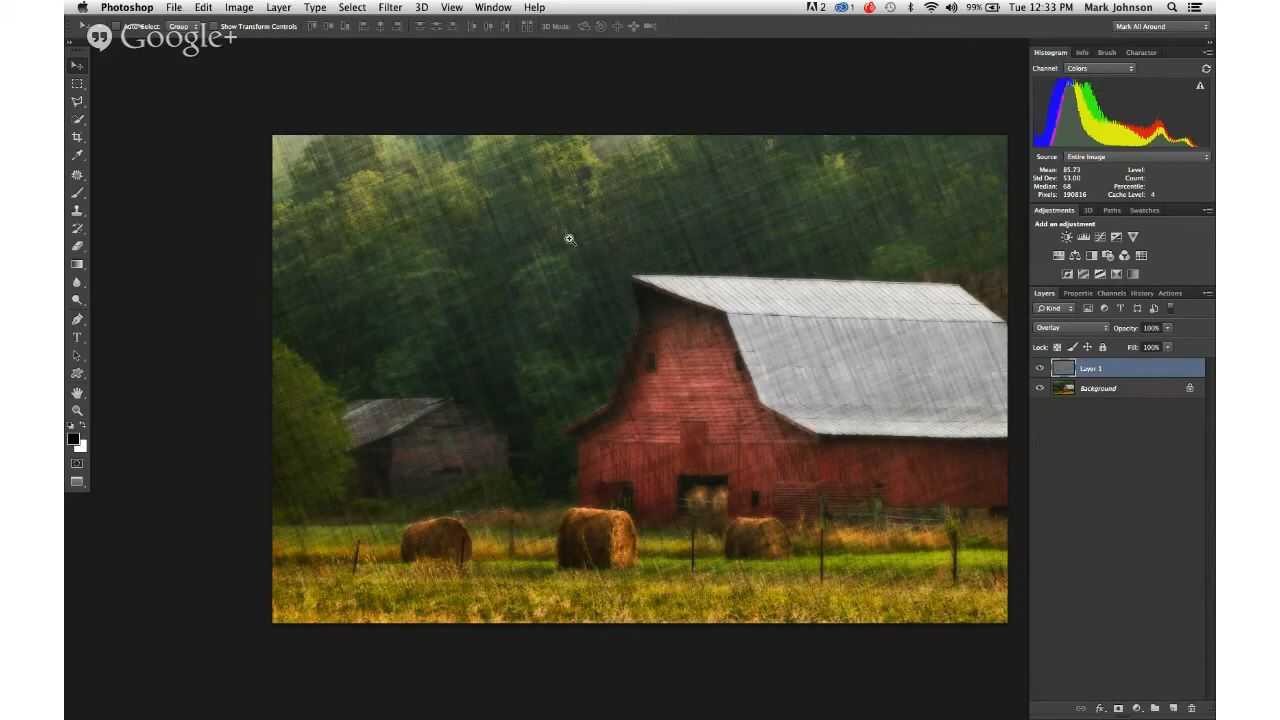 Photoshop File Edit Image Layer Type Select Filter 3D View Window Help 2 1 99% Tue 12:33 PM Mark Johnson
Auto-Select: Group Show Transform Controls 3D Mode: Mark All Around
Google+
Histogram Info Brush Character
Channel: Colors
Source: Entire Image
Mean: 85.73 Level:
Std Dev: 53.00 Count:
Median: 68 Percentile:
Pixels: 190816 Cache Level: 4
Adjustments 3D Paths Swatches
Add an adjustment
Layers Propertie Channels History Actions
Kind
Overlay Opacity: 100%
Lock: Fill: 100%
Layer 1
Background